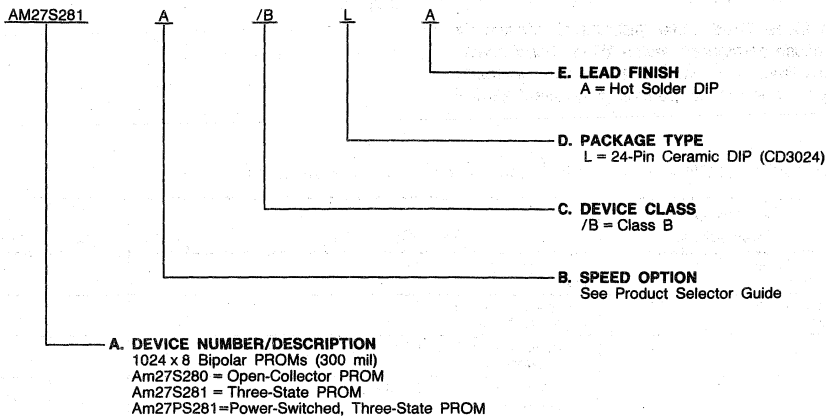 AM27S281 A /B L A
E. LEAD FINISH
A = Hot Solder DiP
D. PACKAGE TYPE
L = 24-Pin Ceramic DIP (CD3024)
C. DEVICE CLASS
/B = Class B
B. SPEED OPTION
See Product Selector Guide
A. DEVICE NUMBER/DESCRIPTION
1024 x 8 Bipolar PROMs (300 mil)
Am27S280 = Open-Collector PROM
Am27S281 = Three-State PROM
Am27PS281=Power-Switched, Three-State PROM